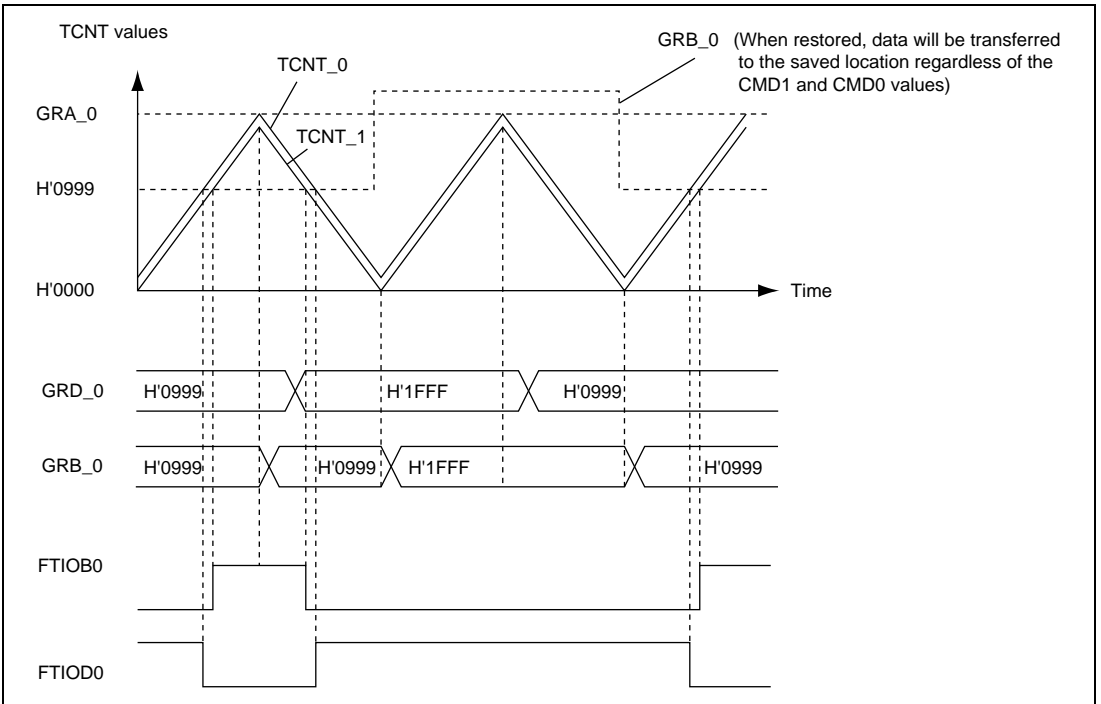 TCNT values
GRB_0 (When restored, data will be transferred
to the saved location regardless of the
CMD1 and CMD0 values)
TCNT_0
GRA_0
TCNT_1
H'0999
H'0000
Time
GRD_0 H'0999 H'1FFF H'0999
GRB_0 H'0999 H'0999 H'1FFF H'0999
FTIOB0
FTIOD0